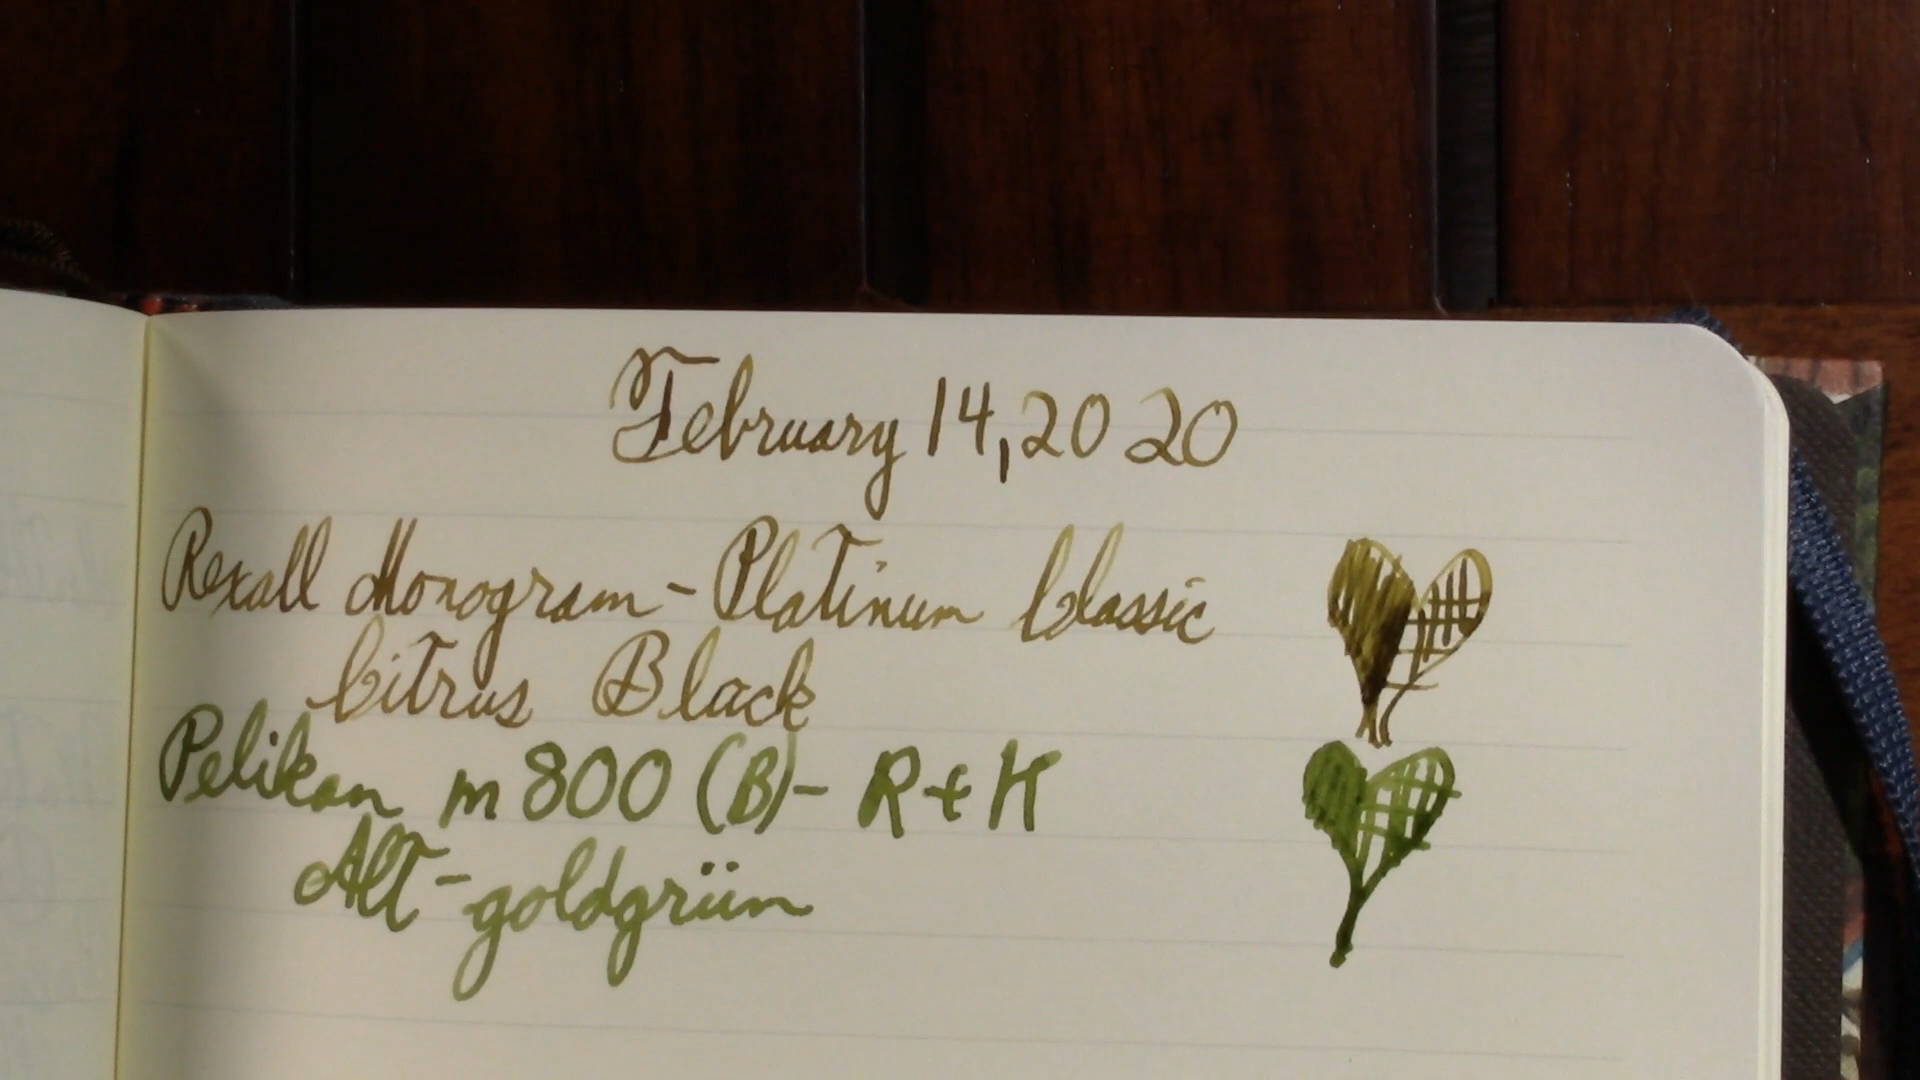 February 14, 2020
Rexall Monogram - Platinum Classic
Citrus Black
Pelikan m800 (B) - R+K
Alt-goldgrün